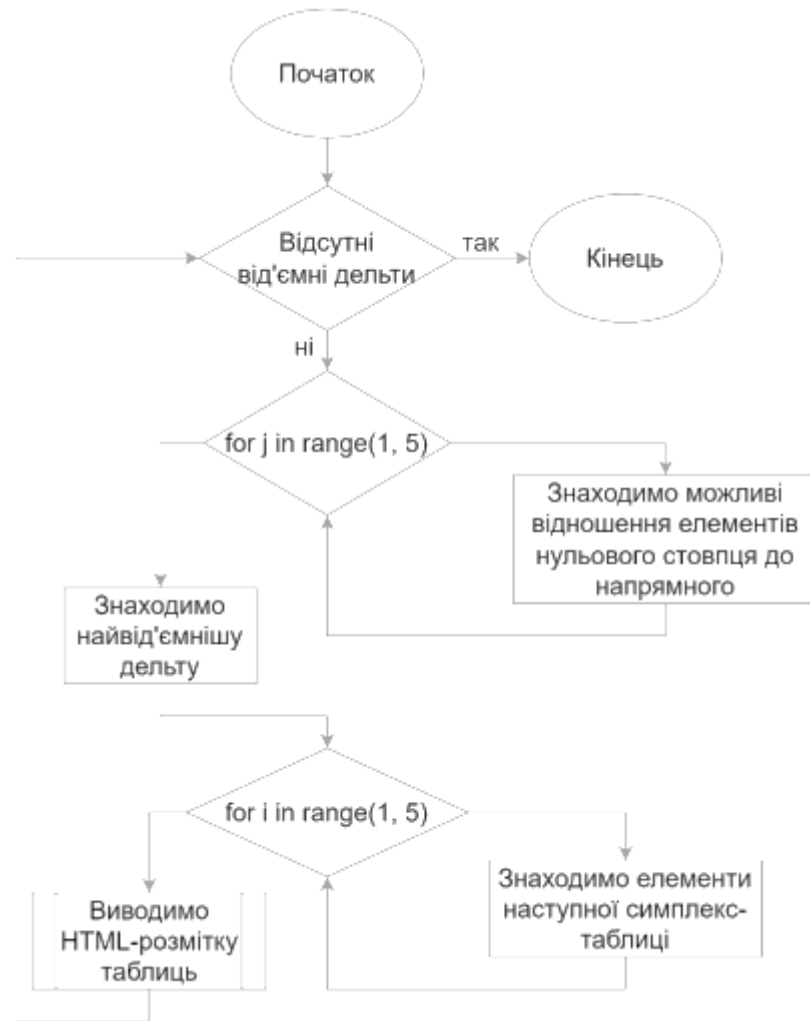 Початок
Відсутні
від'ємні дельти
так
Кінець
ні
for j in range(1, 5)
Знаходимо можливі
відношення елементів
нульового стовпця до
напрямного
Знаходимо
найвід'ємнішу
дельту
for i in range(1, 5)
Знаходимо елементи
наступної симплекс-
таблиці
Виводимо
HTML-розмітку
таблиць